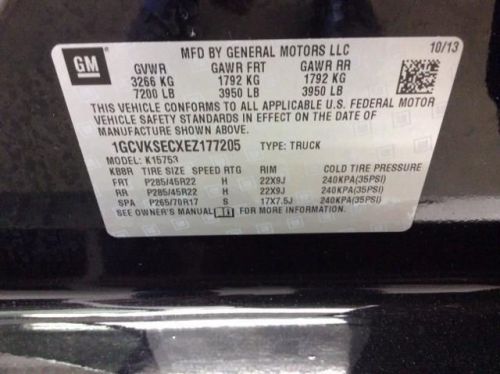 GM
MFD BY GENERAL MOTORS LLC 10/13
GVWR GAWR FRT GAWR RR
3266 KG 1792 KG 1792 KG
7200 LB 3950 LB 3950 LB
THIS VEHICLE CONFORMS TO ALL APPLICABLE U.S. FEDERAL MOTOR
VEHICLE SAFETY STANDARDS IN EFFECT ON THE DATE OF
MANUFACTURE SHOWN ABOVE.
1GCVKSECXEZ177205 TYPE: TRUCK
MODEL: K15753
KB8R TIRE SIZE SPEED RTG RIM COLD TIRE PRESSURE
FRT P285/45R22 H 22X9J 240KPA(35PSI)
RR P285/45R22 H 22X9J 240KPA(35PSI)
SPA P265/70R17 S 17X7.5J 240KPA(35PSI)
SEE OWNER'S MANUAL FOR MORE INFORMATION.